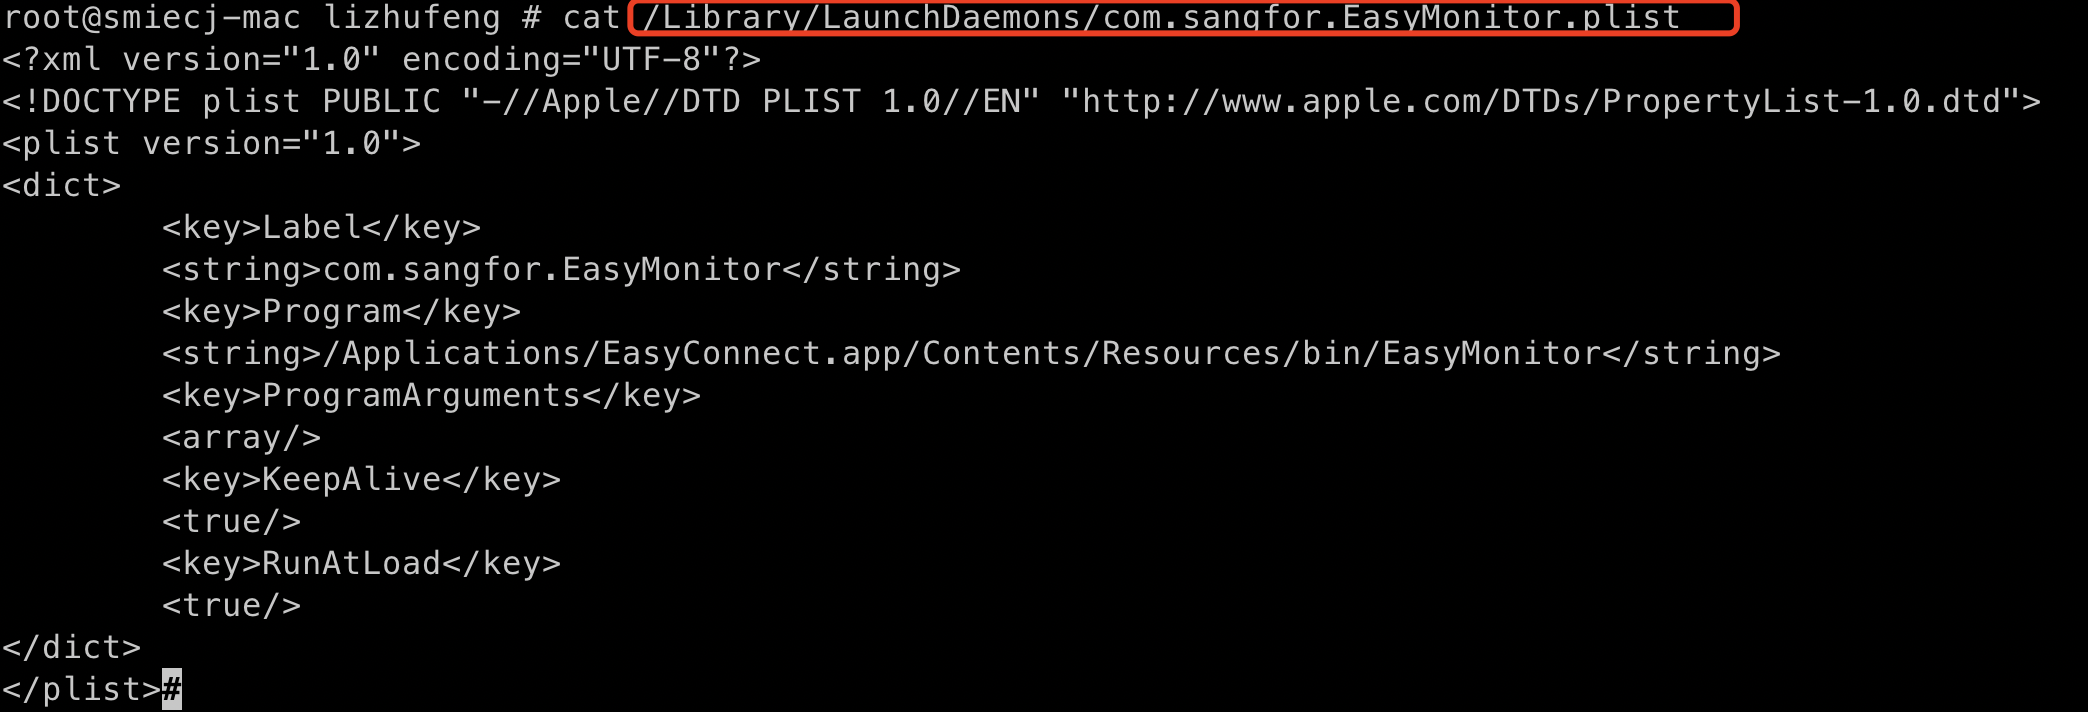 root@smiecj-mac lizhufeng # cat /Library/LaunchDaemons/com.sangfor.EasyMonitor.plist
<?xml version="1.0" encoding="UTF-8"?>
<!DOCTYPE plist PUBLIC "-//Apple//DTD PLIST 1.0//EN" "http://www.apple.com/DTDs/PropertyList-1.0.dtd">
<plist version="1.0">
<dict>
        <key>Label</key>
        <string>com.sangfor.EasyMonitor</string>
        <key>Program</key>
        <string>/Applications/EasyConnect.app/Contents/Resources/bin/EasyMonitor</string>
        <key>ProgramArguments</key>
        <array/>
        <key>KeepAlive</key>
        <true/>
        <key>RunAtLoad</key>
        <true/>
</dict>
</plist>#